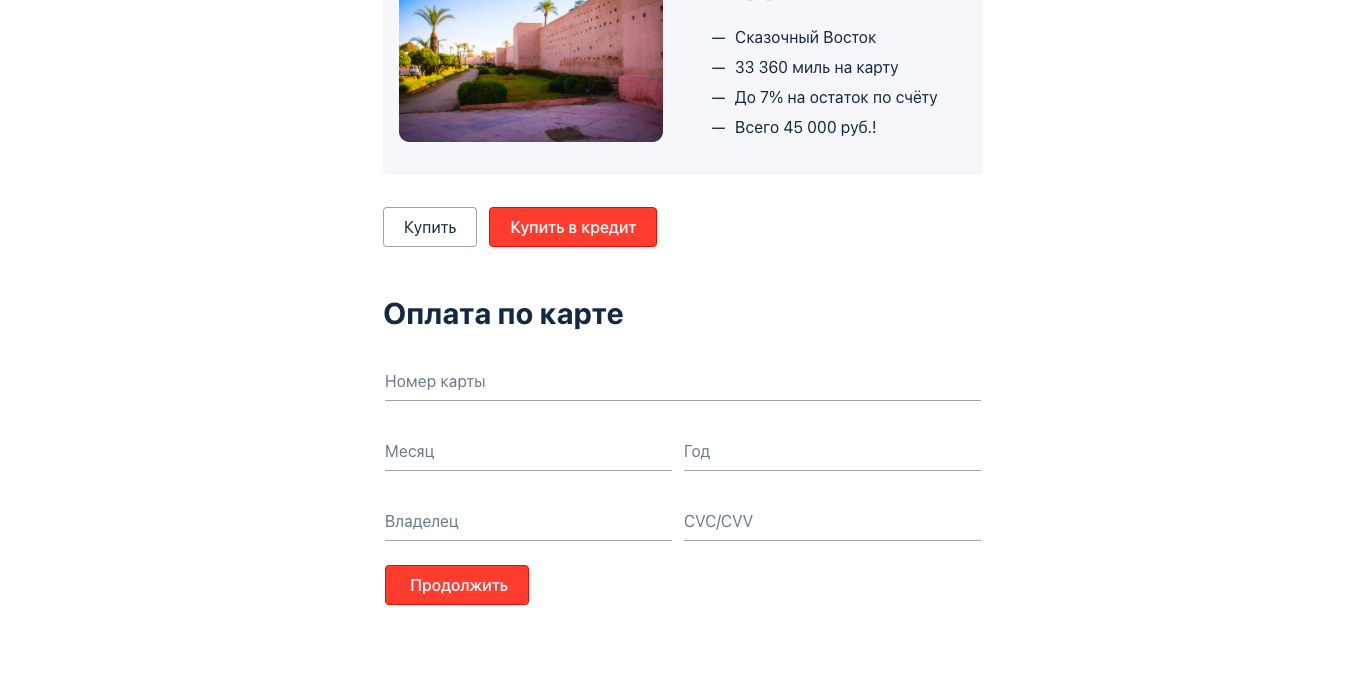 — Сказочный Восток
— 33 360 миль на карту
— До 7% на остаток по счёту
— Всего 45 000 руб.!
Купить Купить в кредит
Оплата по карте
Номер карты
Месяц Год
Владелец CVC/CVV
Продолжить